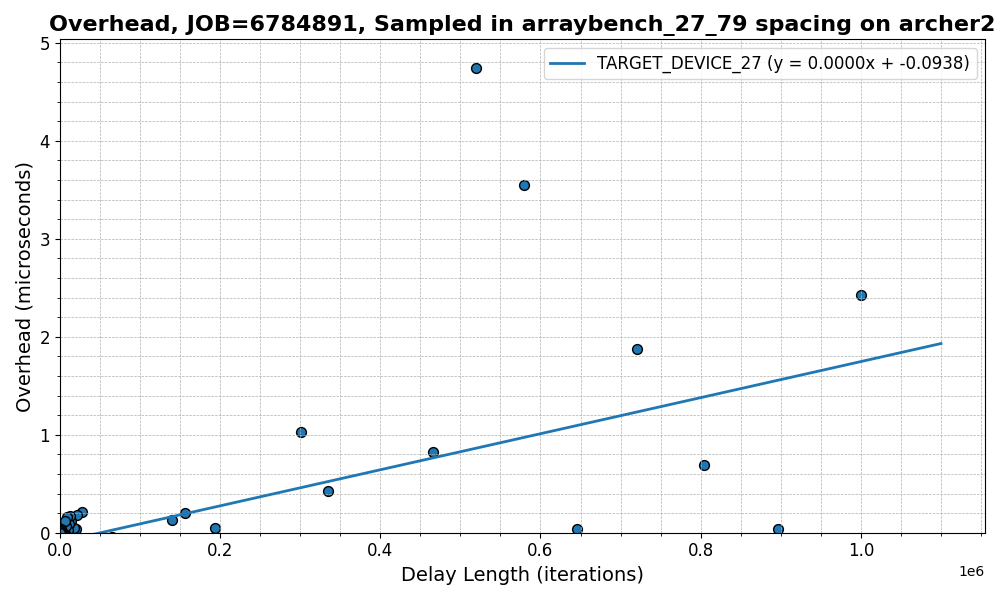 Overhead, JOB=6784891, Sampled in arraybench_27_79 spacing on archer2
TARGET_DEVICE_27 (y = 0.0000x + -0.0938)
Overhead (microseconds)
5
4
3
2
1
0
0.0 0.2 0.4 0.6 0.8 1.0
1e6
Delay Length (iterations)